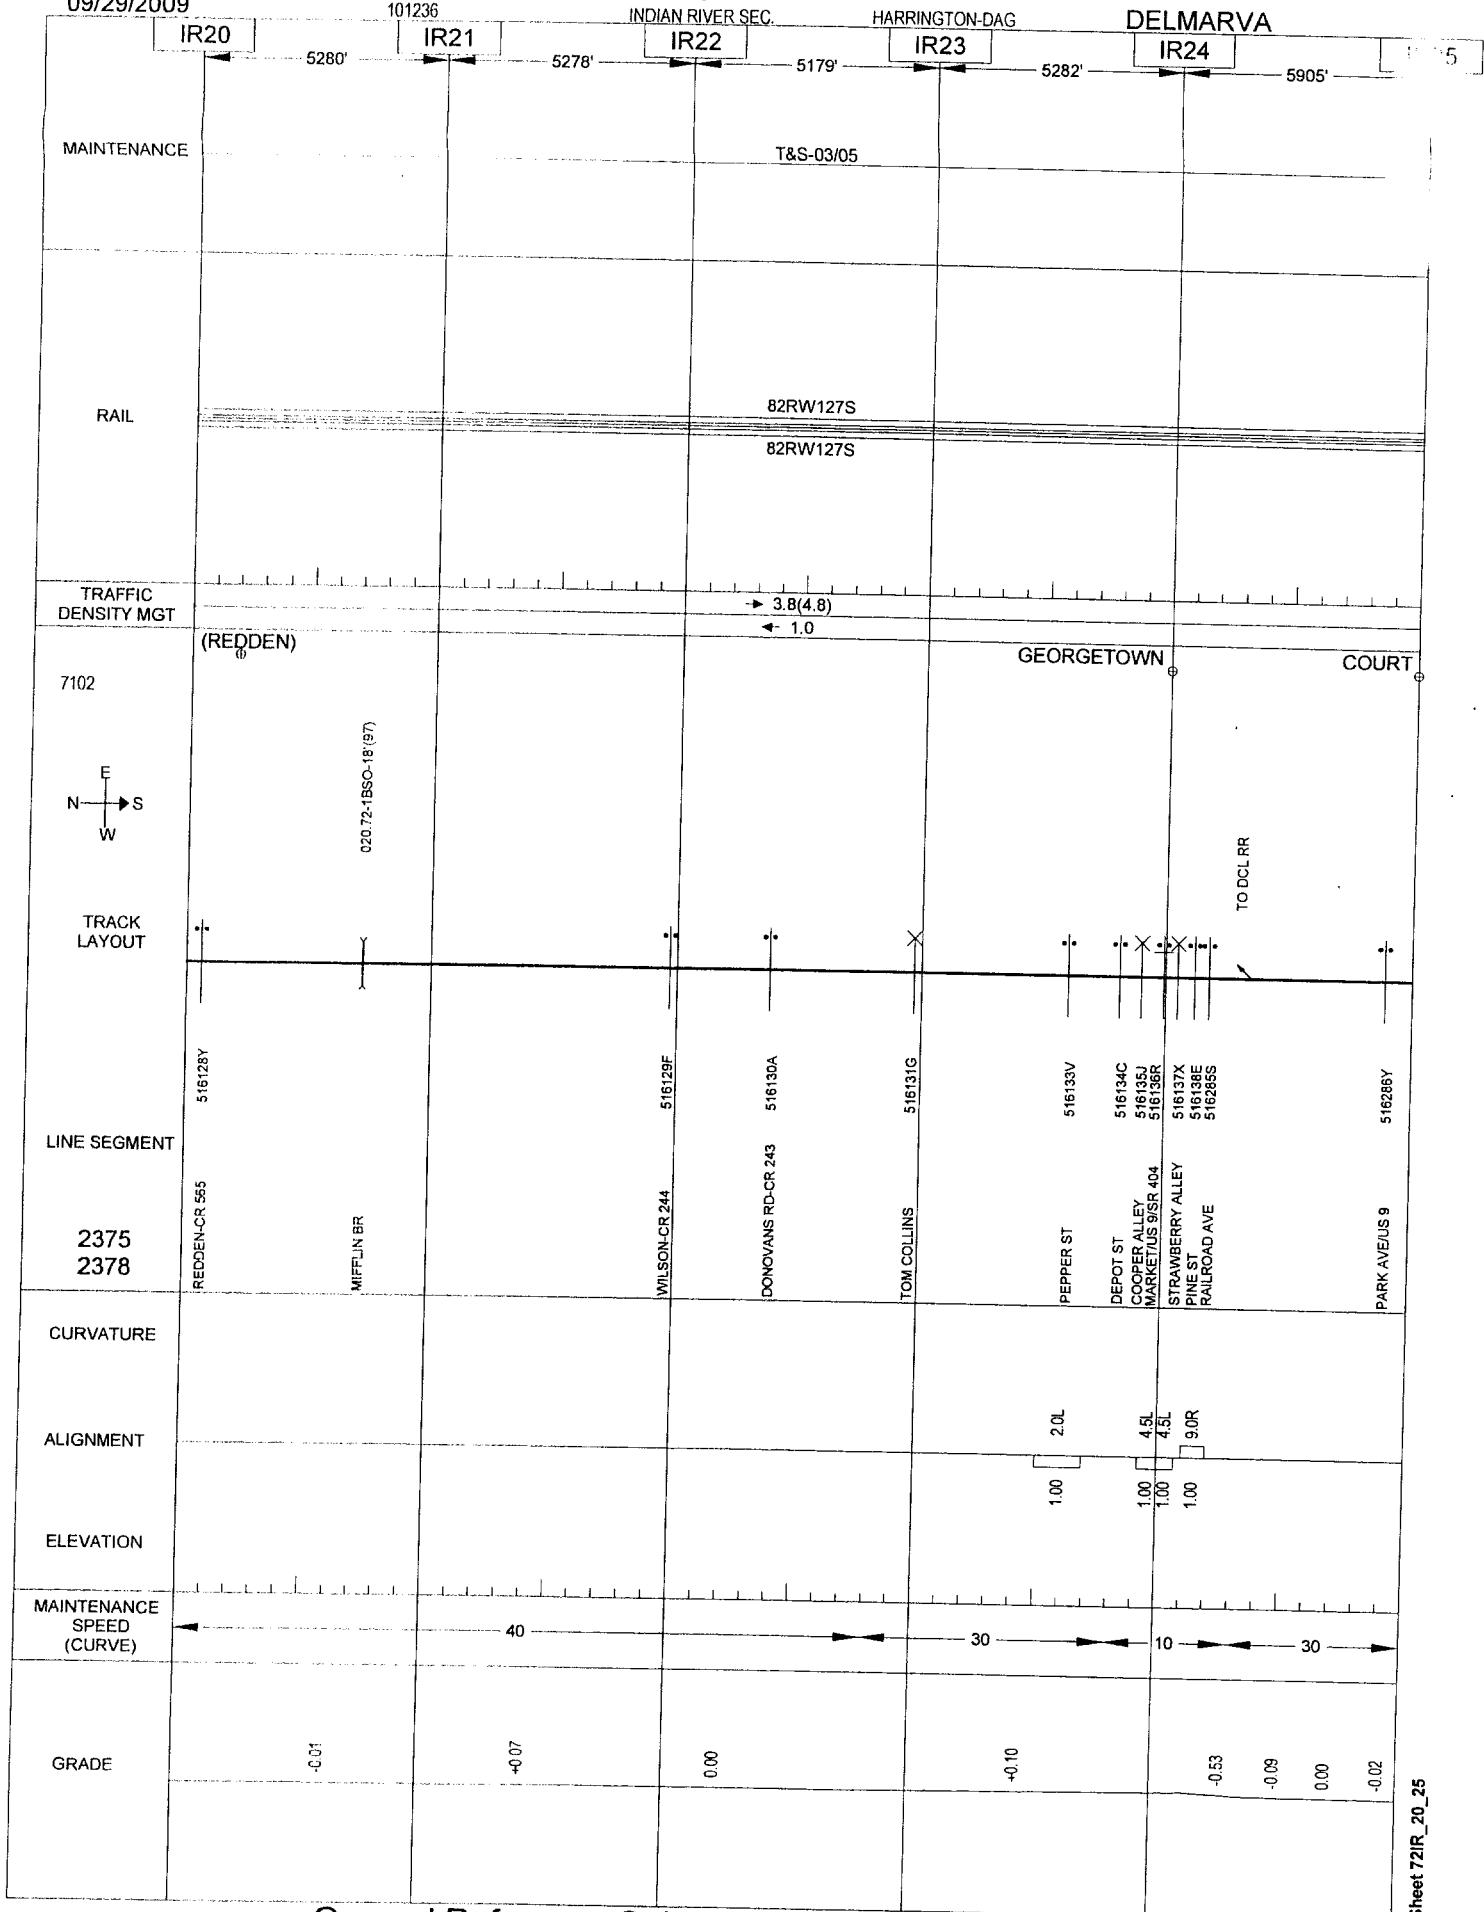 09/29/2009
101236
INDIAN RIVER SEC.
HARRINGTON-DAG
DELMARVA
IR20
IR21
IR22
IR23
IR24
5
5280'
5278'
5179'
5282'
5905'
MAINTENANCE
T&S-03/05
RAIL
82RW127S
82RW127S
TRAFFIC
DENSITY MGT
3.8(4.8)
1.0
(REDDEN)
GEORGETOWN
COURT
7102
E
N
S
W
020.72-1BSO-18'(97)
TO DCL RR
TRACK
LAYOUT
516128Y
516129F
516130A
516131G
516133V
516134C
516135J
516136R
516137X
516138E
516285S
516286Y
LINE SEGMENT
2375
2378
REDDEN-CR 565
MIFFLIN BR
WILSON-CR 244
DONOVANS RD-CR 243
TOM COLLINS
PEPPER ST
DEPOT ST
COOPER ALLEY
MARKET/US 9/SR 404
STRAWBERRY ALLEY
PINE ST
RAILROAD AVE
PARK AVE/US 9
CURVATURE
ALIGNMENT
2.0L
4.5L
4.5L
9.0R
1.00
1.00
1.00
1.00
ELEVATION
MAINTENANCE
SPEED
(CURVE)
40
30
10
30
GRADE
-0.01
+0.07
0.00
+0.10
-0.53
-0.09
0.00
-0.02
Sheet 72IR_20_25